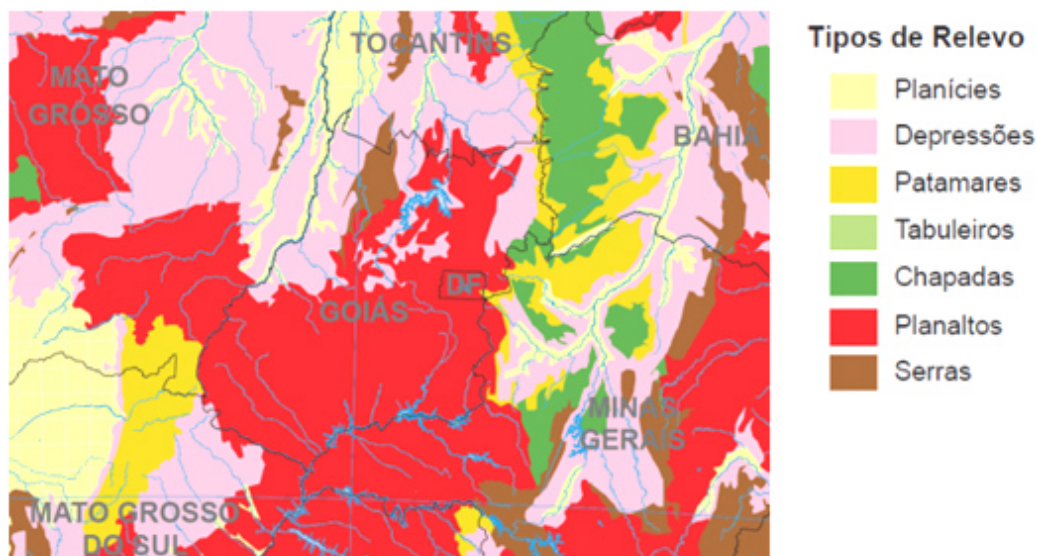 TOCANTINS
MATO
GROSSO
BAHIA
DF
GOIÁS
MINAS
GERAIS
MATO GROSSO
DO SUL
Tipos de Relevo
Planícies
Depressões
Patamares
Tabuleiros
Chapadas
Planaltos
Serras